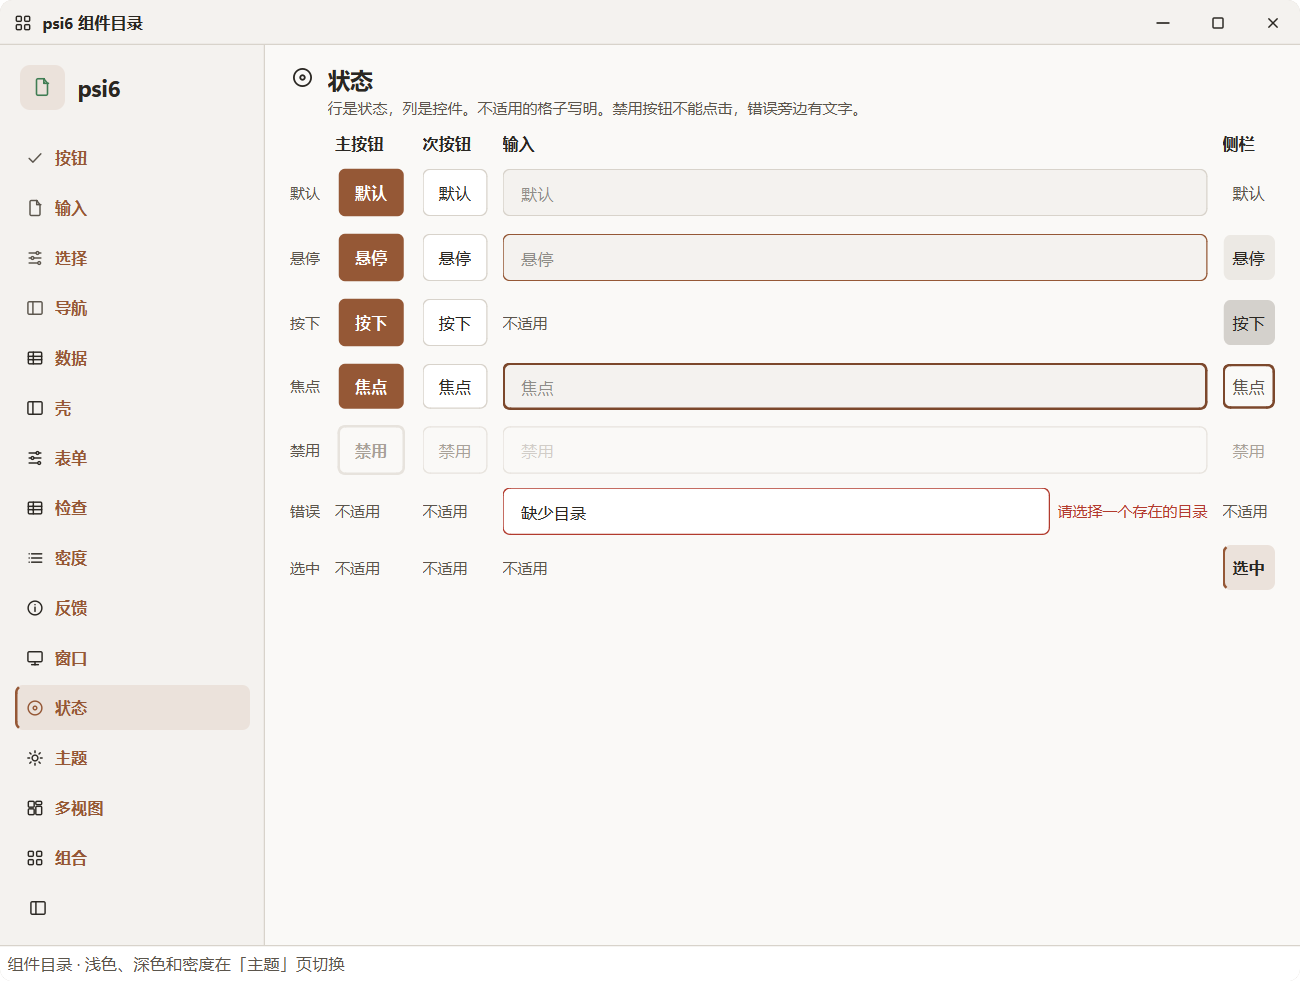 psi6 组件目录
psi6
按钮
输入
选择
导航
数据
壳
表单
检查
密度
反馈
窗口
状态
主题
多视图
组合
状态
行是状态，列是控件。不适用的格子写明。禁用按钮不能点击，错误旁边有文字。
主按钮 次按钮 输入 侧栏
默认 默认 默认 默认 默认
悬停 悬停 悬停 悬停 悬停
按下 按下 按下 不适用 按下
焦点 焦点 焦点 焦点 焦点
禁用 禁用 禁用 禁用 禁用
错误 不适用 不适用 缺少目录 请选择一个存在的目录 不适用
选中 不适用 不适用 不适用 选中
组件目录 · 浅色、深色和密度在「主题」页切换